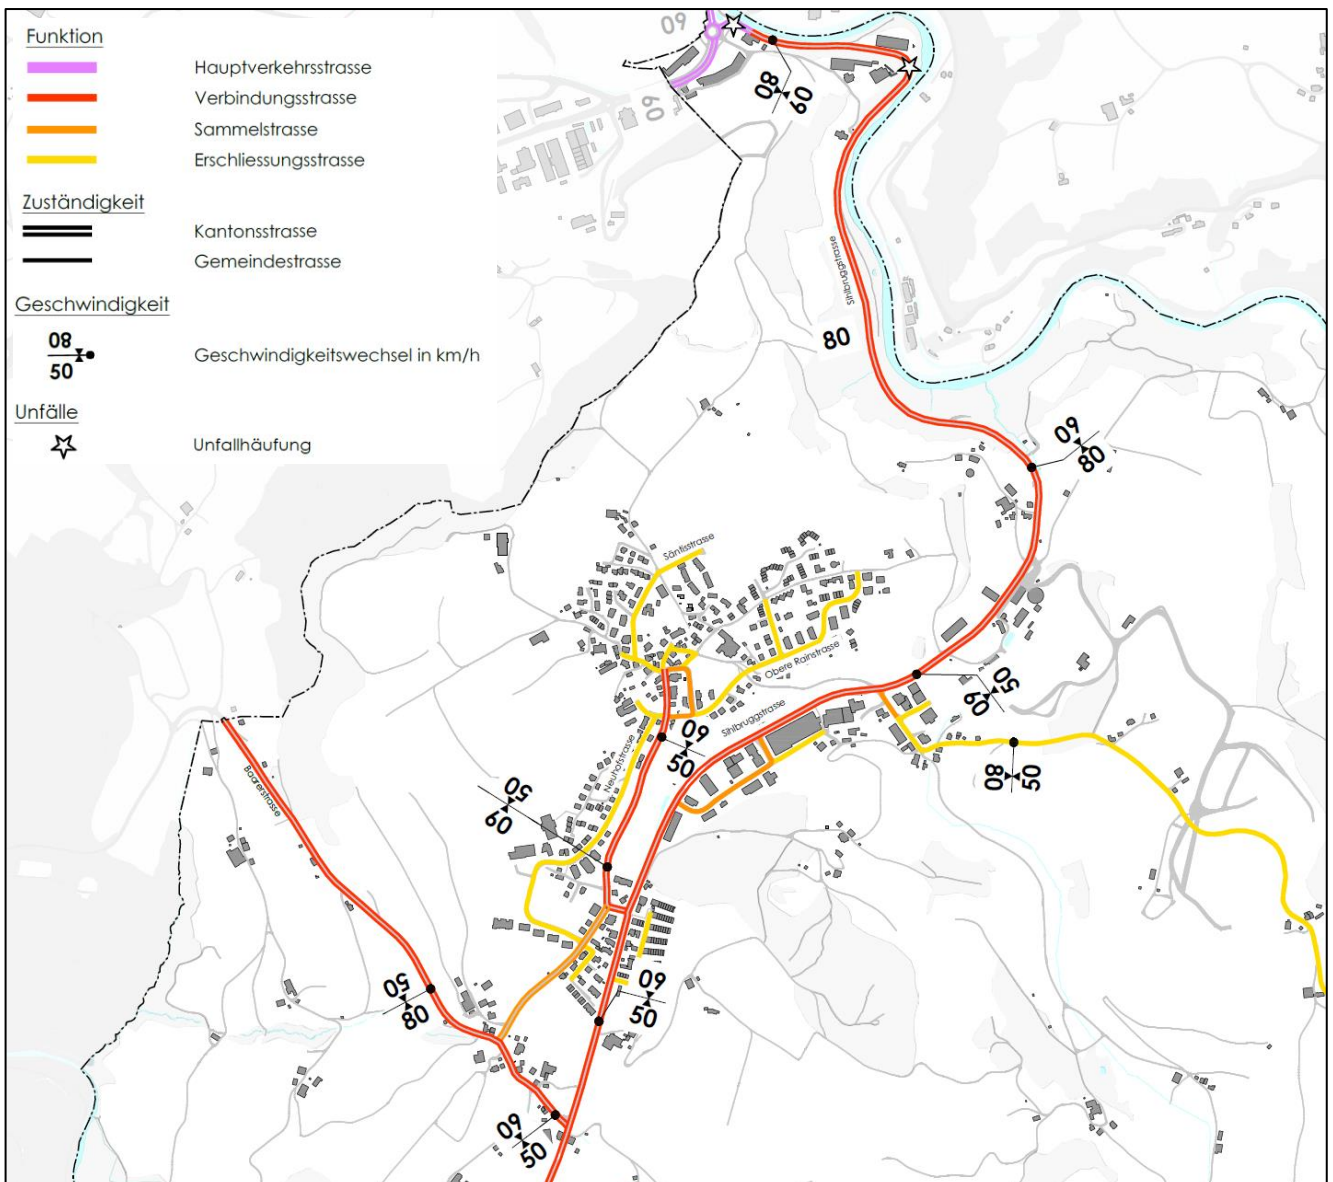 Funktion
Hauptverkehrsstrasse
Verbindungsstrasse
Sammelstrasse
Erschliessungsstrasse
Zuständigkeit
Kantonsstrasse
Gemeindestrasse
Geschwindigkeit
80
50
Geschwindigkeitswechsel in km/h
Unfälle
Unfallhäufung
60
60
80
60
Sihlbruggstrasse
80
60
80
Säntisstrasse
Obere Rainstrasse
50
60
Sihlbruggstrasse
60
50
Neuhofstrasse
50
60
80
50
Baarerstrasse
50
80
60
50
60
50